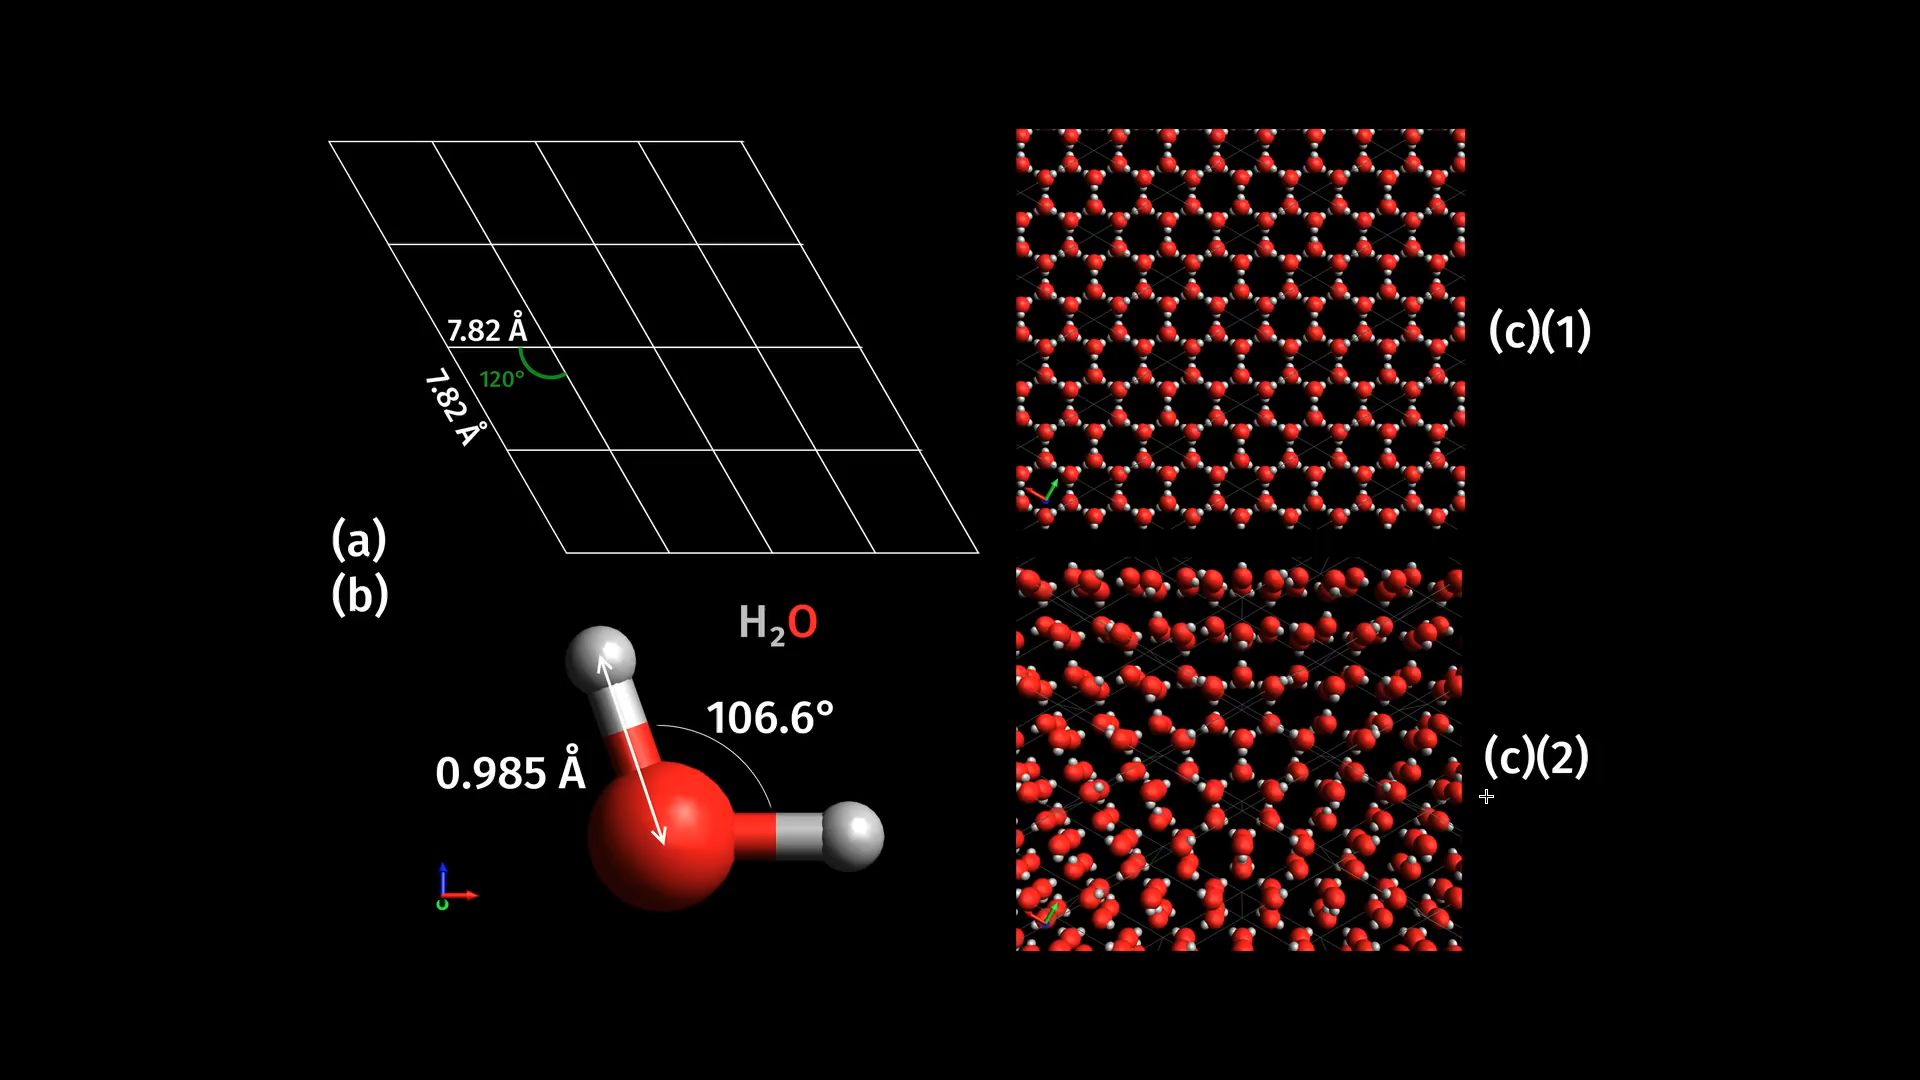 7.82 Å
120°
7.82 Å
(a)
(b)
H₂O
106.6°
0.985 Å
(c)(1)
(c)(2)